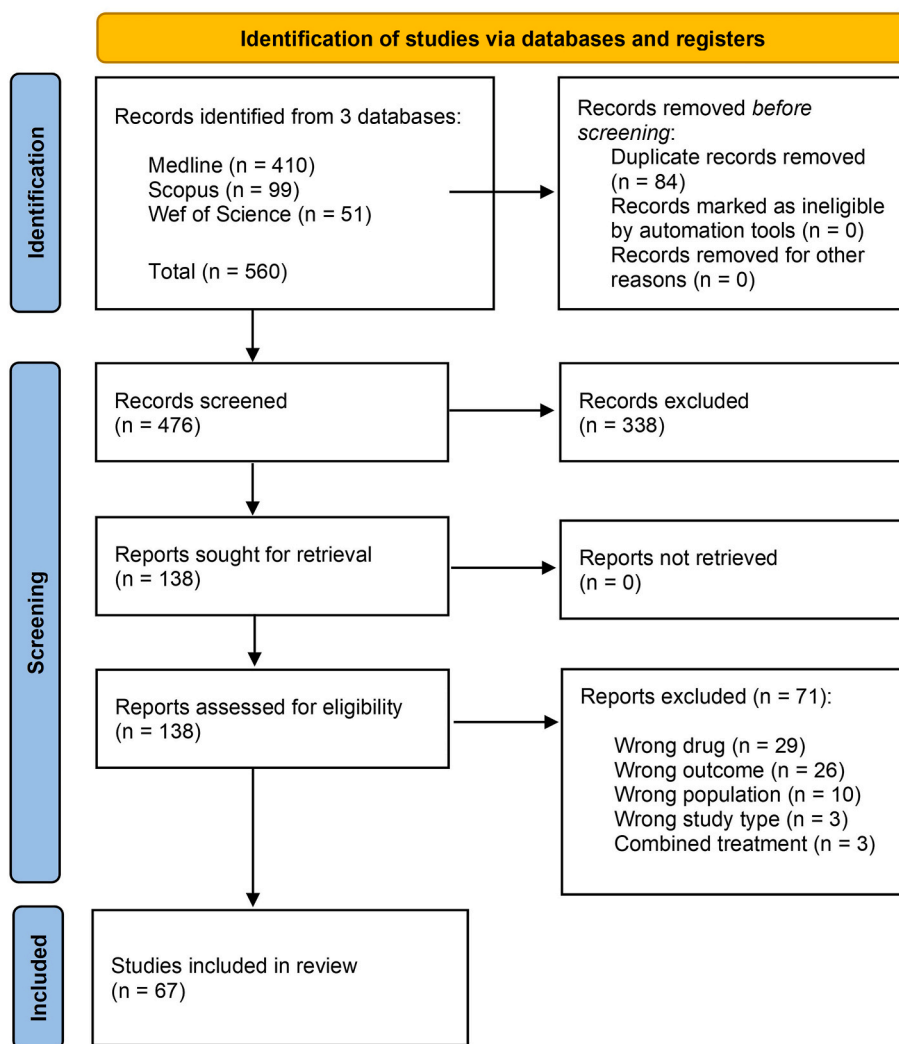 Identification of studies via databases and registers
Identification
Records identified from 3 databases:
Medline (n = 410)
Scopus (n = 99)
Wef of Science (n = 51)
Total (n = 560)
Records removed before
screening:
Duplicate records removed
(n = 84)
Records marked as ineligible
by automation tools (n = 0)
Records removed for other
reasons (n = 0)
Screening
Records screened
(n = 476)
Records excluded
(n = 338)
Reports sought for retrieval
(n = 138)
Reports not retrieved
(n = 0)
Reports assessed for eligibility
(n = 138)
Reports excluded (n = 71):
Wrong drug (n = 29)
Wrong outcome (n = 26)
Wrong population (n = 10)
Wrong study type (n = 3)
Combined treatment (n = 3)
Included
Studies included in review
(n = 67)